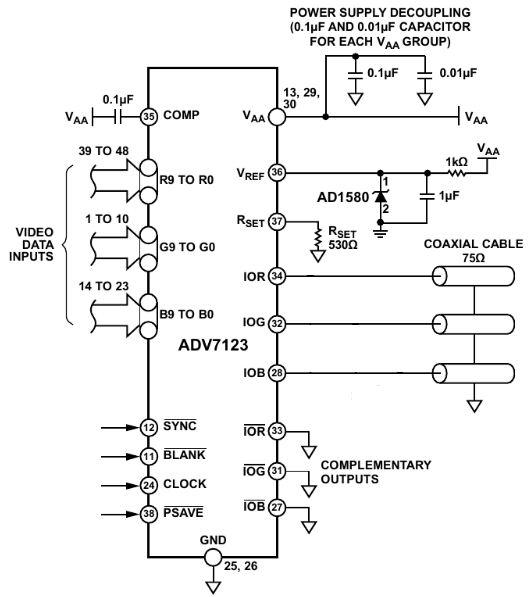 POWER SUPPLY DECOUPLING
(0.1µF AND 0.01µF CAPACITOR
FOR EACH VAA GROUP)
0.1µF
0.01µF
13, 29,
30
VAA
VAA
0.1µF
VAA
35
COMP
39 TO 48
R9 TO R0
VIDEO
DATA
INPUTS
1 TO 10
G9 TO G0
14 TO 23
B9 TO B0
ADV7123
VREF
36
1kΩ
VAA
AD1580
1
2
1µF
RSET
37
RSET
530Ω
COAXIAL CABLE
75Ω
IOR
34
IOG
32
IOB
28
12
SYNC
11
BLANK
24
CLOCK
38
PSAVE
IOR
33
IOG
31
IOB
27
COMPLEMENTARY
OUTPUTS
GND
25, 26